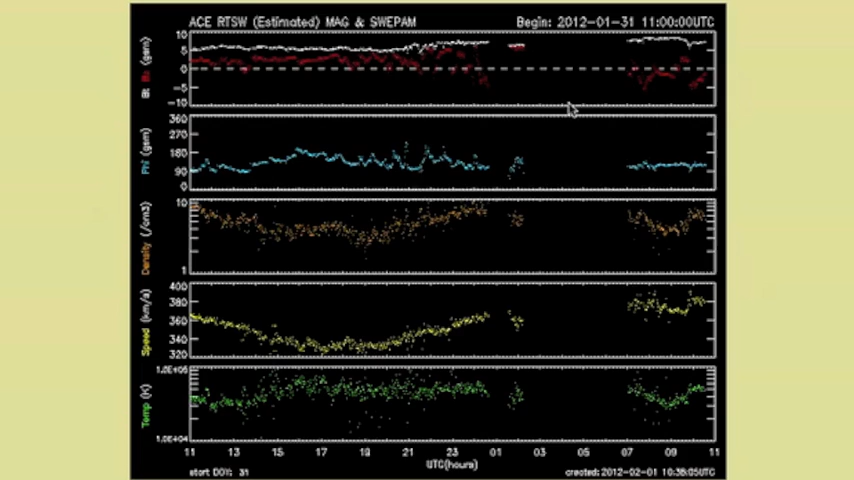 ACE RTSW (Estimated) MAG & SWEPAM Begin: 2012-01-31 11:00:00UTC
Bt Bz (gsm)
10
5
0
-5
-10
Phi (gsm)
360
270
180
90
0
Density (/cm3)
10
1
Speed (km/s)
400
380
360
340
320
Temp (K)
1.0E+05
1.0E+04
11 13 15 17 19 21 23 01 03 05 07 09 11
UTC(hours)
start DOY: 31 created:2012-02-01 10:38:05UTC